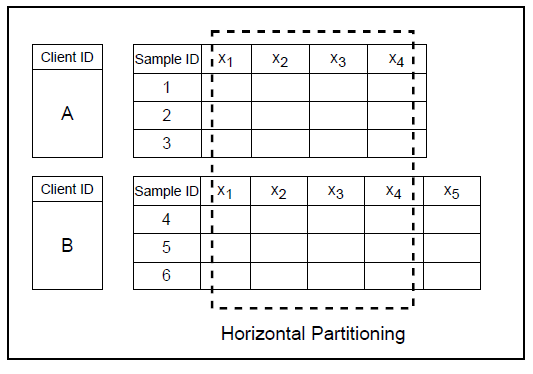 Client ID
A
Sample ID x1 x2 x3 x4
1
2
3
Client ID
B
Sample ID x1 x2 x3 x4 x5
4
5
6
Horizontal Partitioning